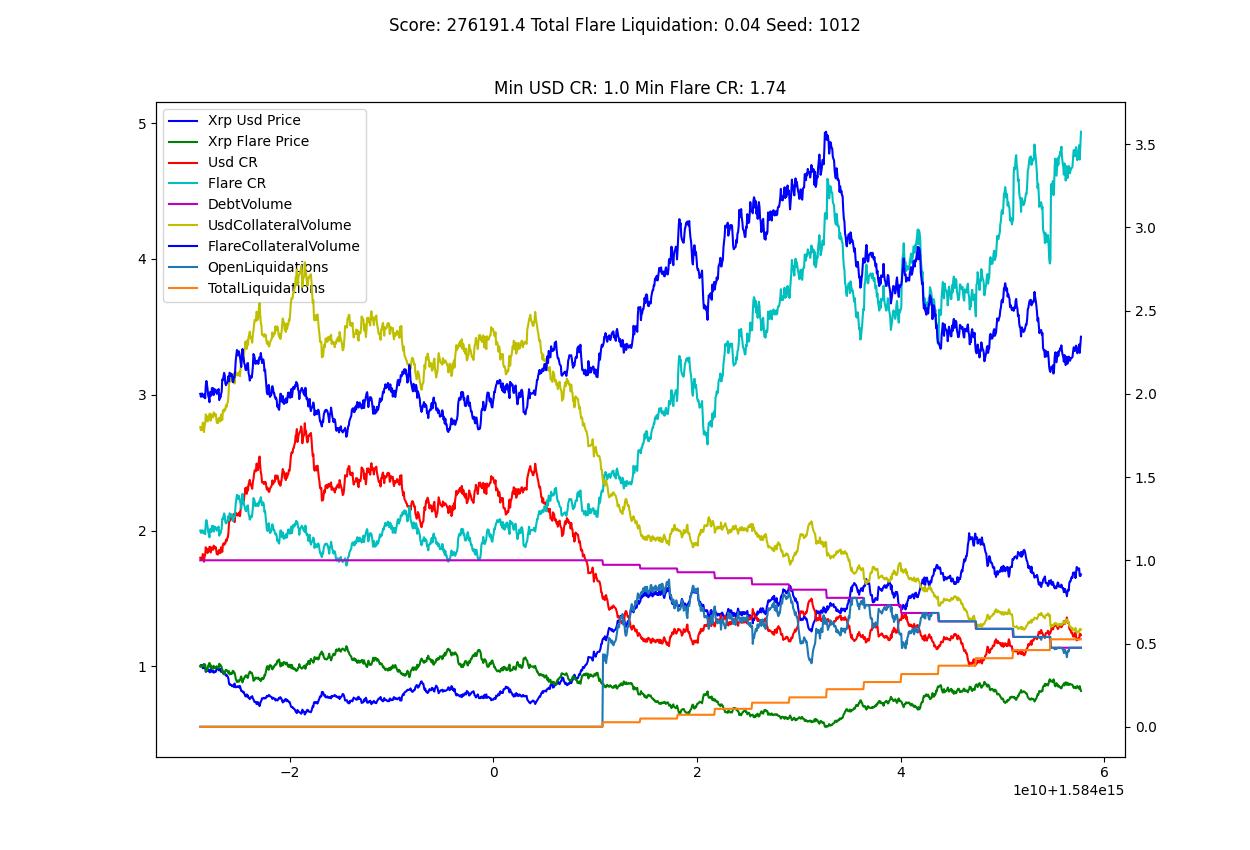 Score: 276191.4 Total Flare Liquidation: 0.04 Seed: 1012
Min USD CR: 1.0 Min Flare CR: 1.74
Xrp Usd Price
Xrp Flare Price
Usd CR
Flare CR
DebtVolume
UsdCollateralVolume
FlareCollateralVolume
OpenLiquidations
TotalLiquidations
5
4
3
2
1
3.5
3.0
2.5
2.0
1.5
1.0
0.5
0.0
−2
0
2
4
6
1e10+1.584e15